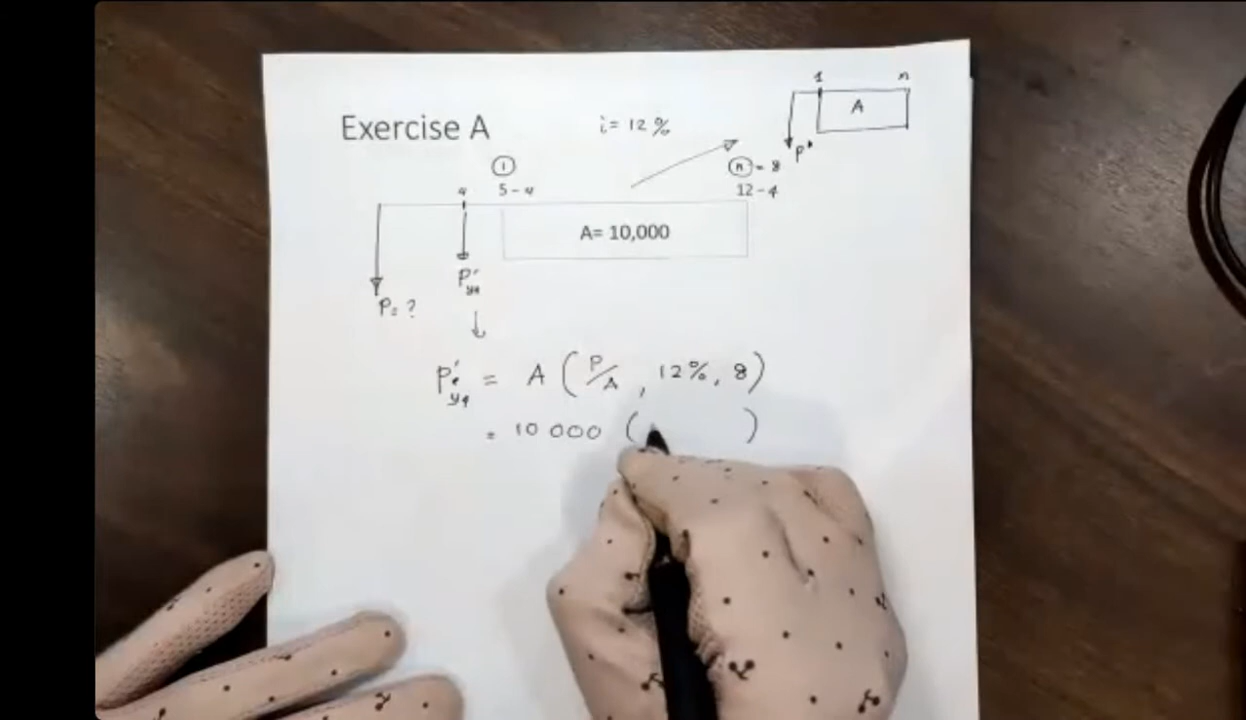 1 n
A
P*
Exercise A
i = 12 %
1
n = 8
4
5 - 4
12 - 4
A= 10,000
P'
y4
P = ?
P' = A ( P/A , 12%, 8 )
y4
= 10 000 ( )